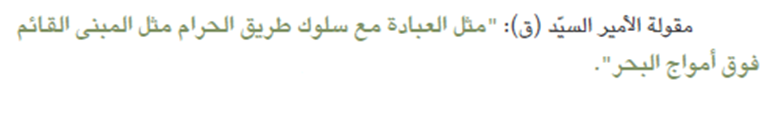 مقولة الأمير السيّد (ق): "مثل العبادة مع سلوك طريق الحرام مثل المبنى القائم
فوق أمواج البحر".